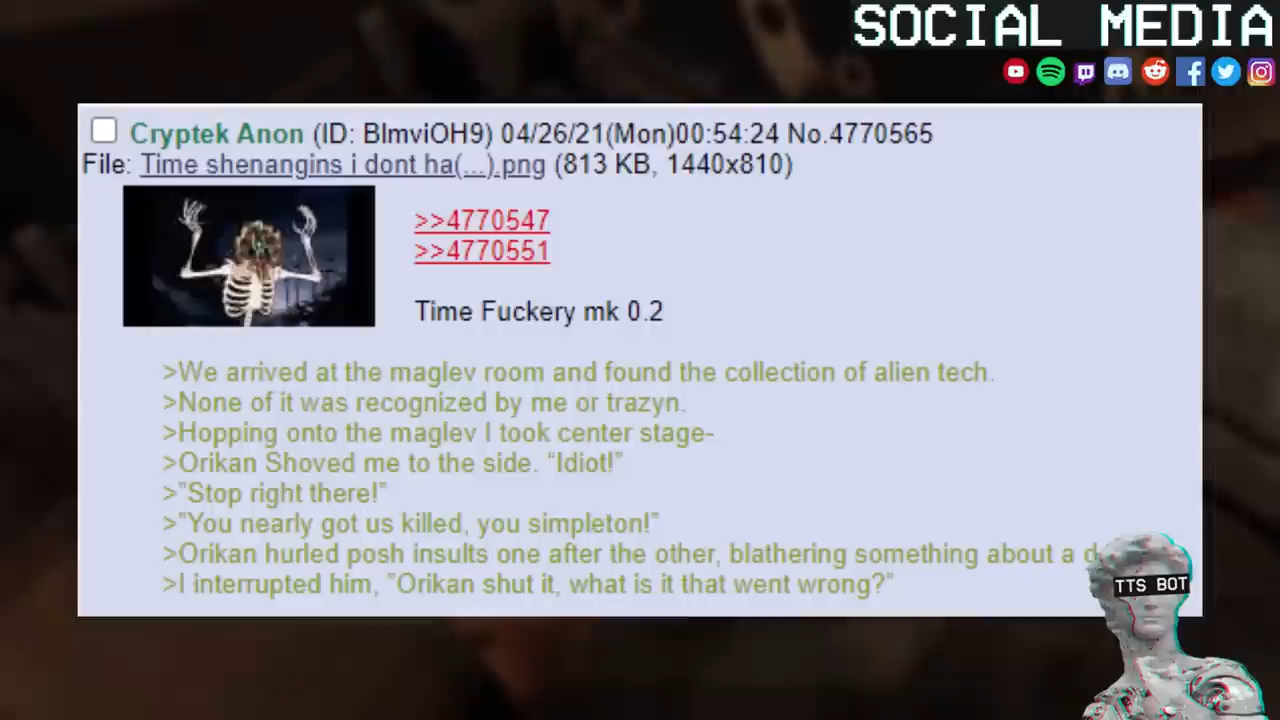 SOCIAL MEDIA
Cryptek Anon (ID: BlmviOH9) 04/26/21(Mon)00:54:24 No.4770565
File: Time shenangins i dont ha(...).png (813 KB, 1440x810)
>>4770547
>>4770551
Time Fuckery mk 0.2
>We arrived at the maglev room and found the collection of alien tech.
>None of it was recognized by me or trazyn.
>Hopping onto the maglev I took center stage-
>Orikan Shoved me to the side. “Idiot!”
>”Stop right there!”
>”You nearly got us killed, you simpleton!”
>Orikan hurled posh insults one after the other, blathering something about a
>I interrupted him, ”Orikan shut it, what is it that went wrong?”
TTS BOT